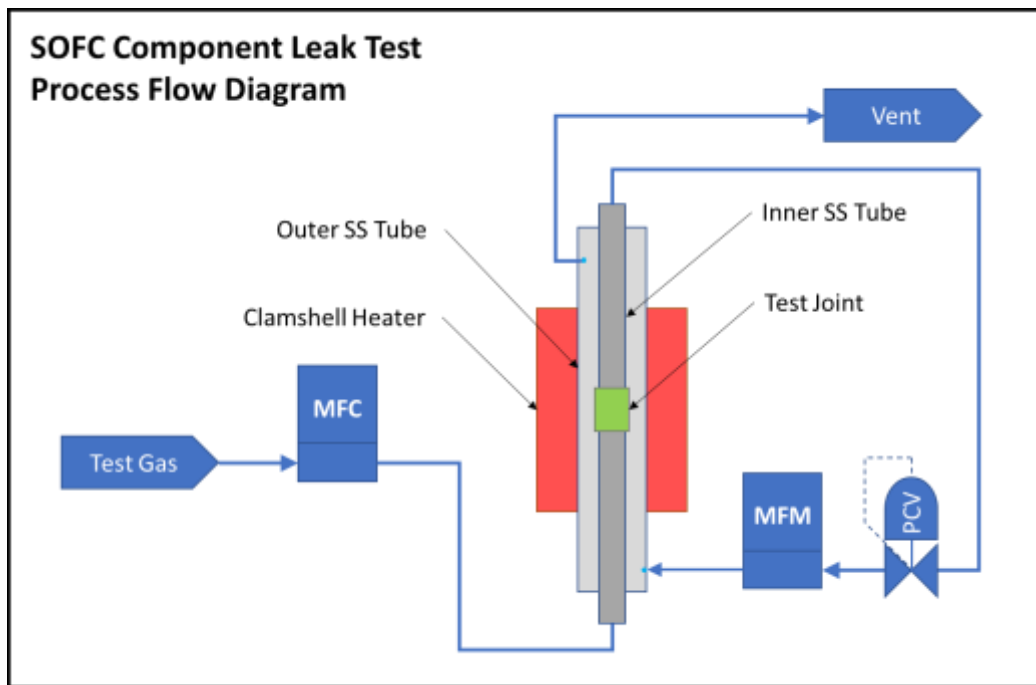 SOFC Component Leak Test
Process Flow Diagram
Vent
Outer SS Tube
Inner SS Tube
Clamshell Heater
Test Joint
MFC
Test Gas
MFM
PCV